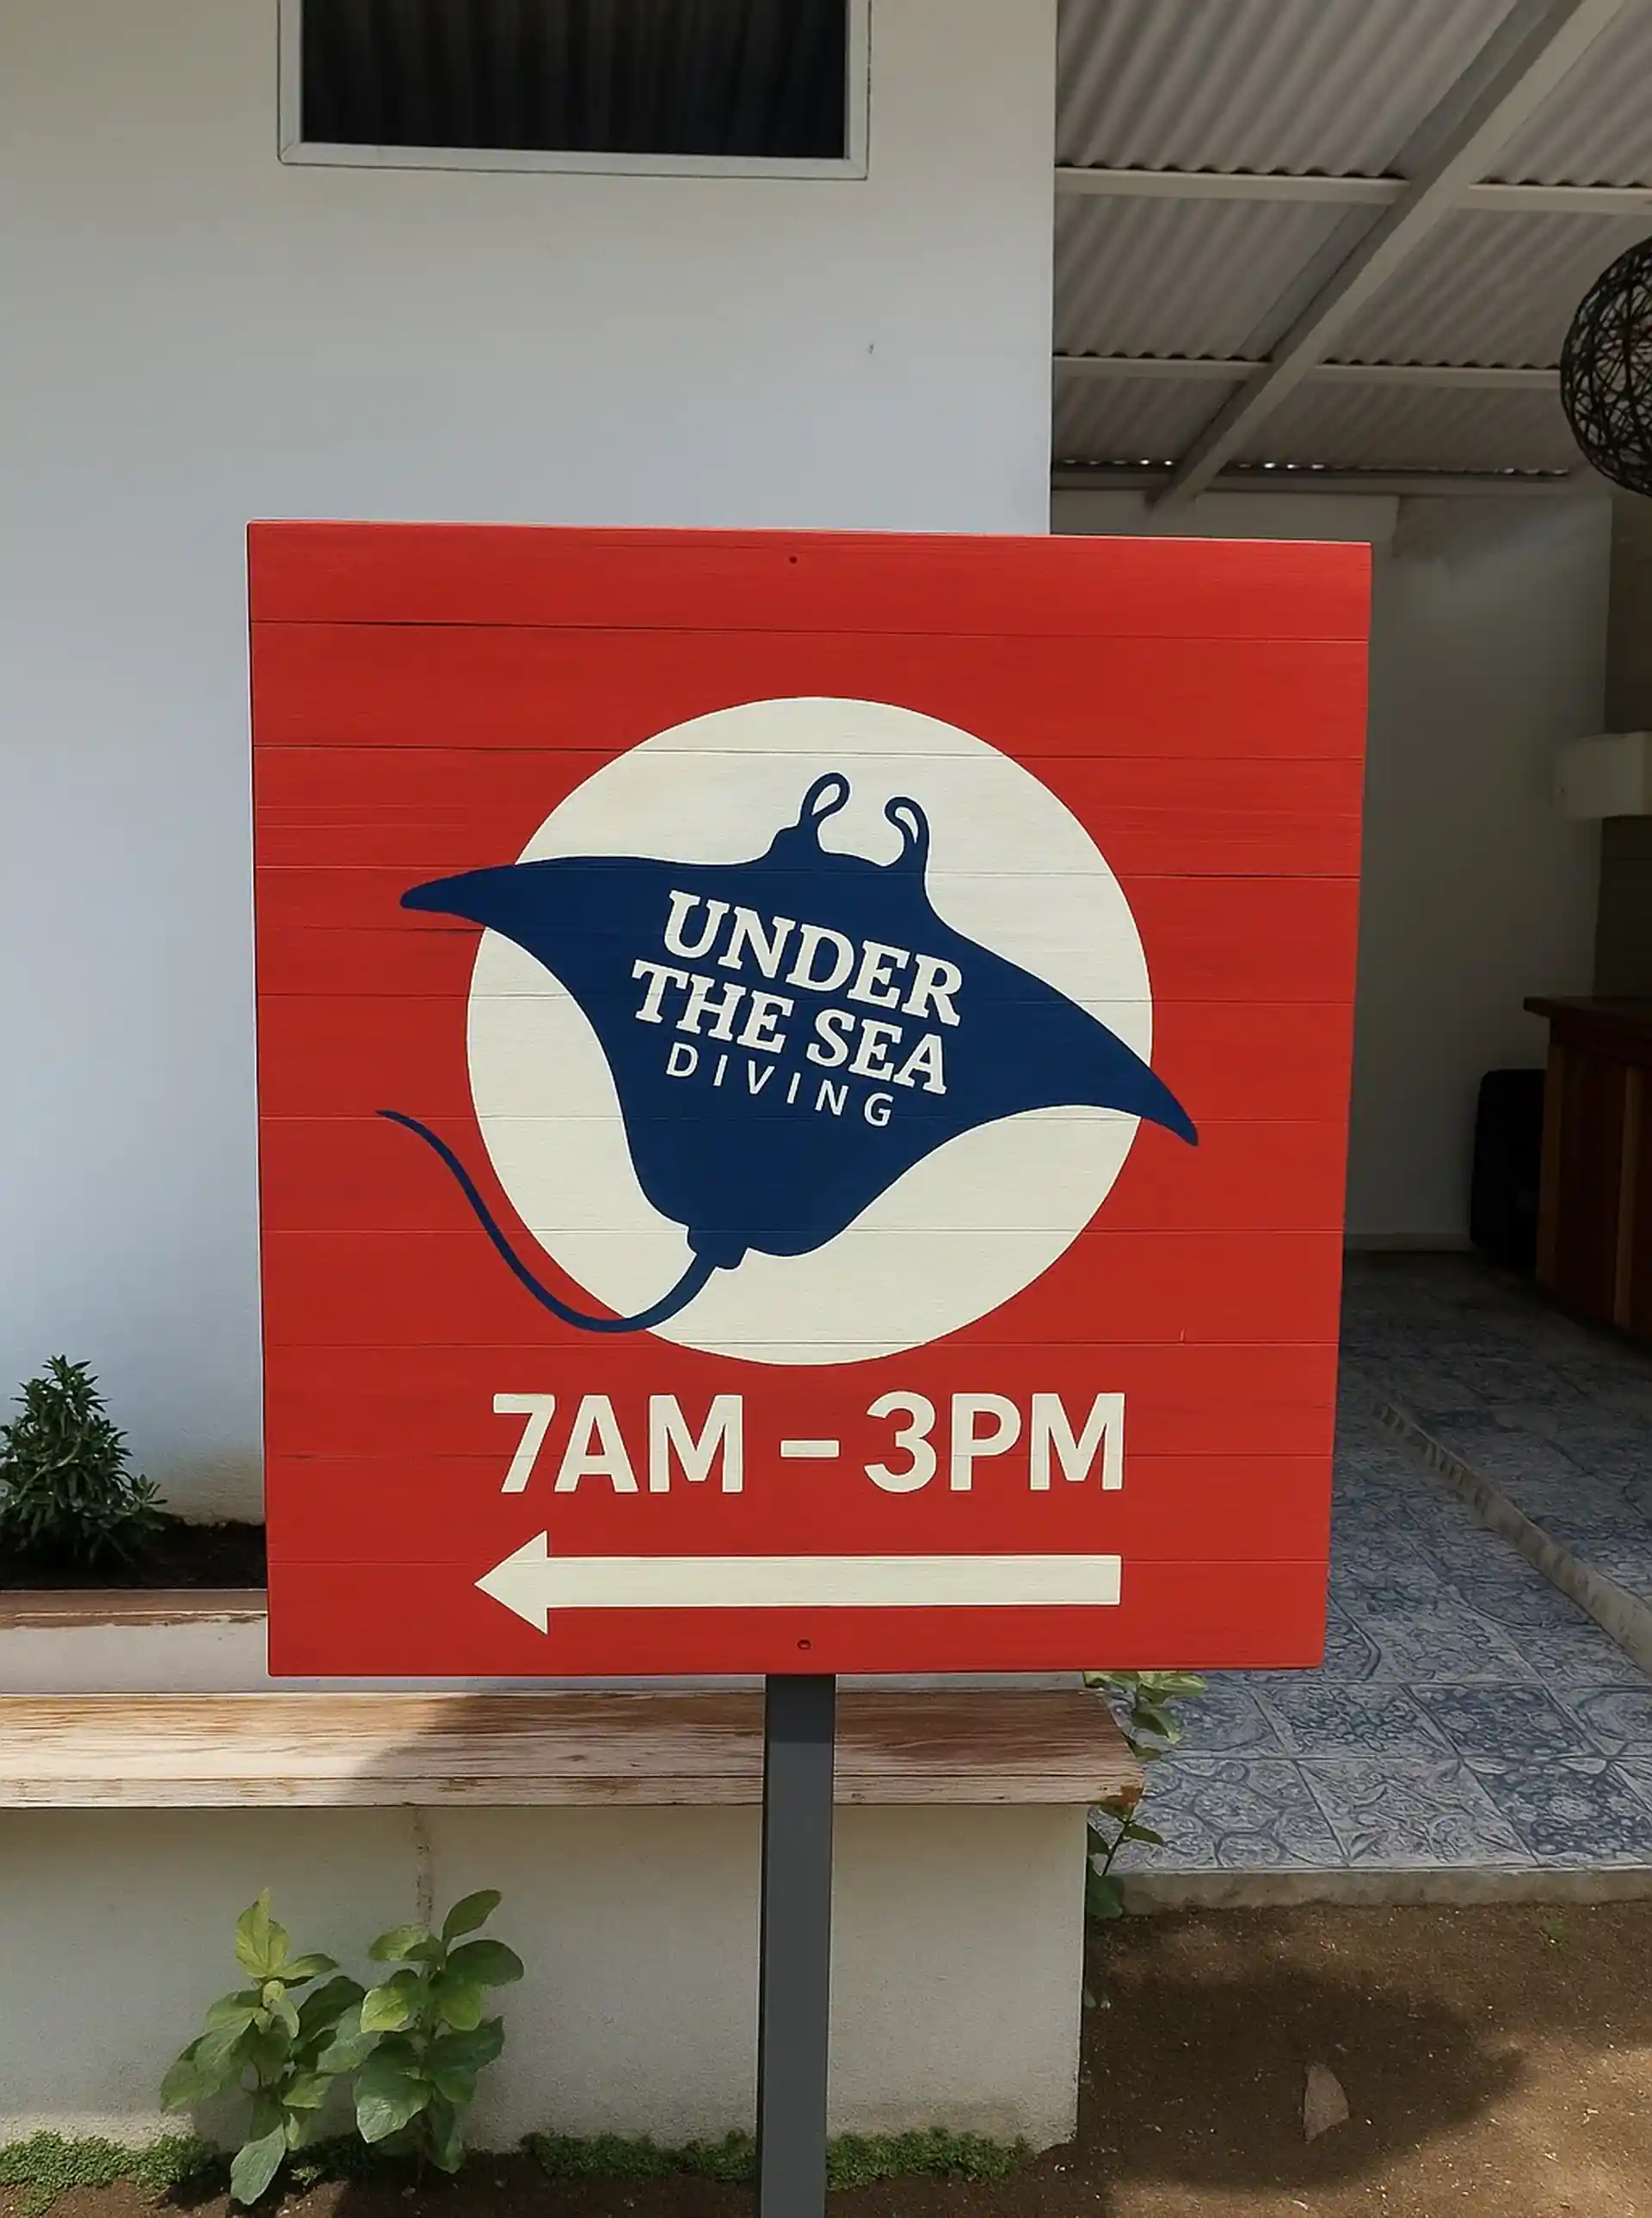 UNDER
THE SEA
DIVING
7AM – 3PM